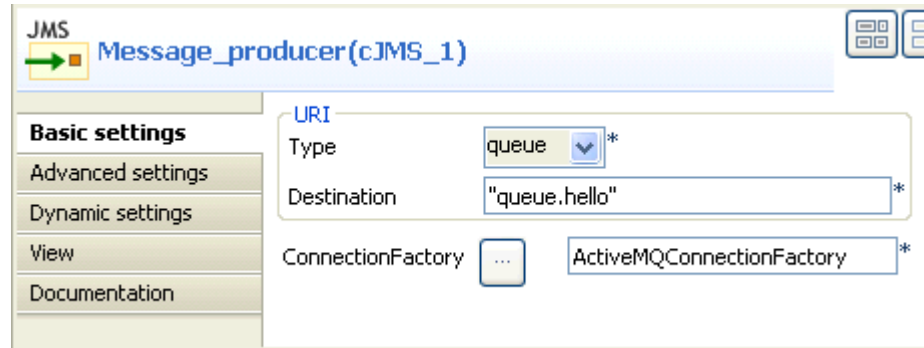 JMS
Message_producer(cJMS_1)
Basic settings
Advanced settings
Dynamic settings
View
Documentation
URI
Type queue *
Destination "queue.hello" *
ConnectionFactory ... ActiveMQConnectionFactory *